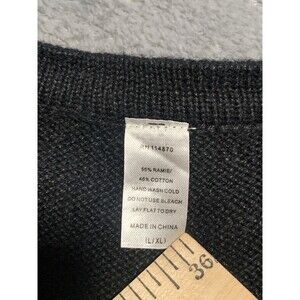 RN 114870
55% RAMIE/
45% COTTON
HAND WASH COLD
DO NOT USE BLEACH
LAY FLAT TO DRY
MADE IN CHINA
(L/XL)
36